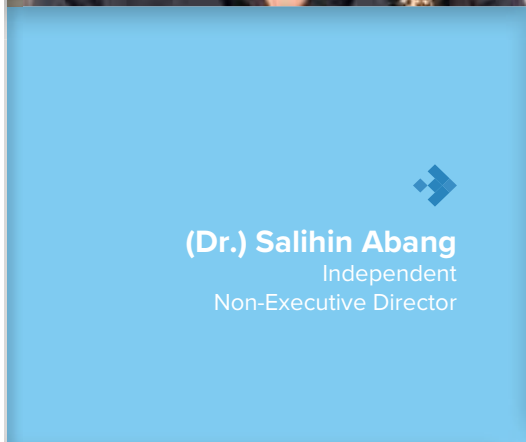 (Dr.) Salihin Abang
Independent
Non-Executive Director